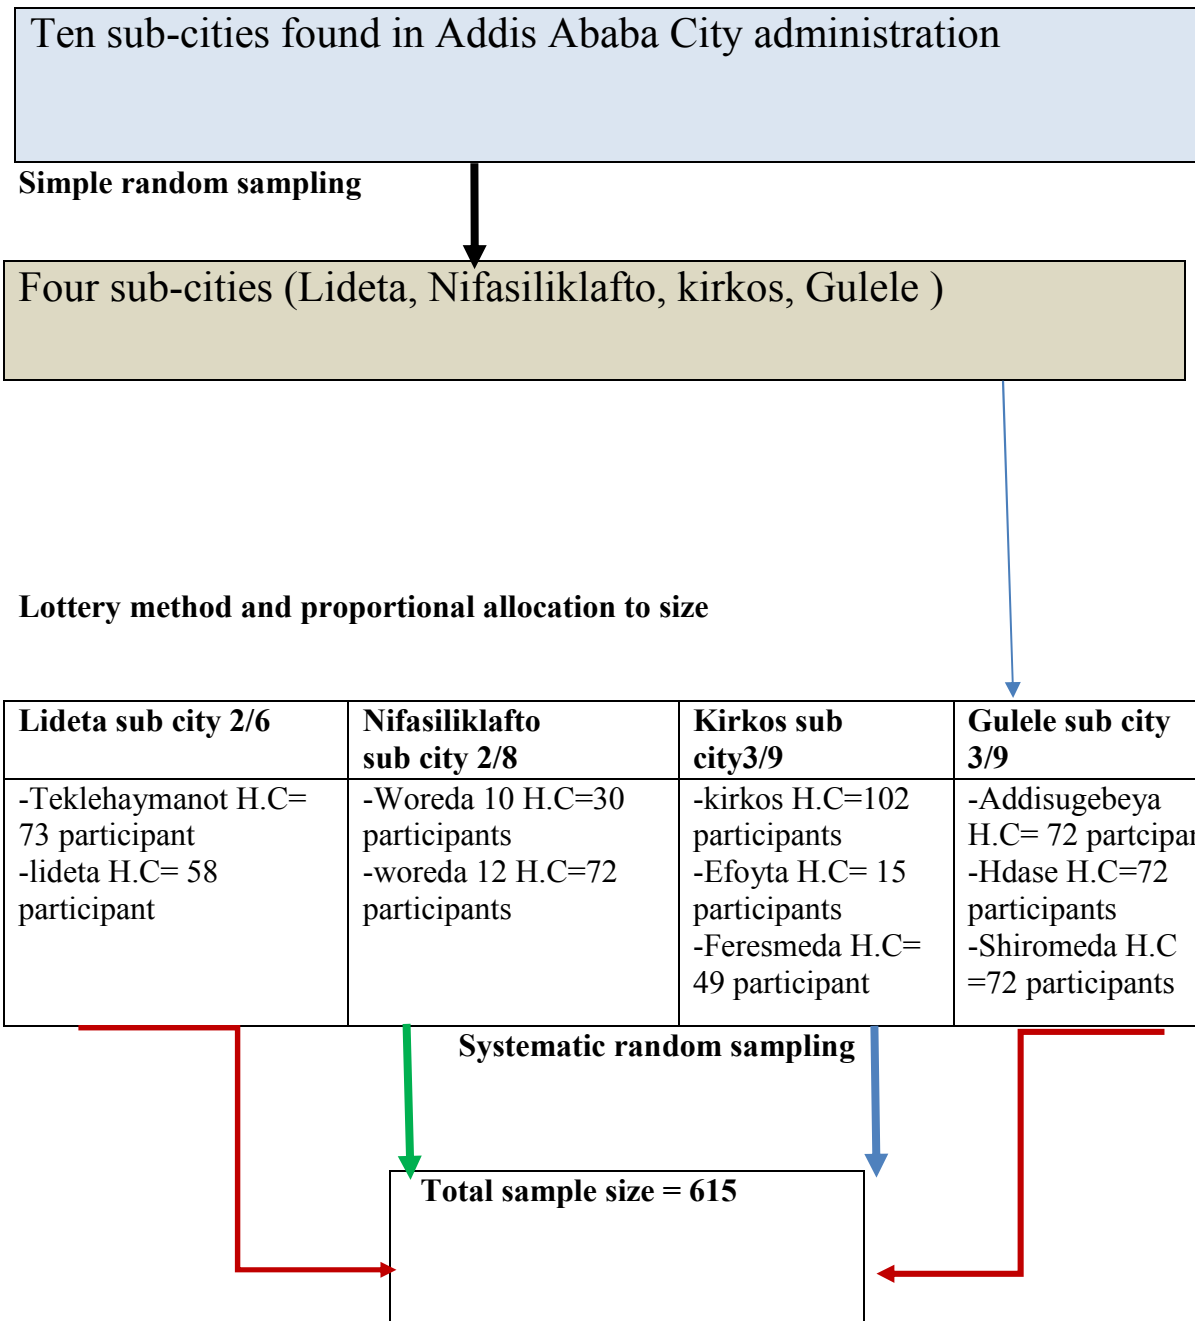 Ten sub-cities found in Addis Ababa City administration
Simple random sampling
Four sub-cities (Lideta, Nifasiliklafto, kirkos, Gulele )
Lottery method and proportional allocation to size
Lideta sub city 2/6
Nifasiliklafto
sub city 2/8
Kirkos sub
city3/9
Gulele sub city
3/9
-Teklehaymanot H.C=
73 participant
-lideta H.C= 58
participant
-Woreda 10 H.C=30
participants
-woreda 12 H.C=72
participants
-kirkos H.C=102
participants
-Efoyta H.C= 15
participants
-Feresmeda H.C=
49 participant
-Addisugebeya
H.C= 72 partcipan
-Hdase H.C=72
participants
-Shiromeda H.C
=72 participants
Systematic random sampling
Total sample size = 615